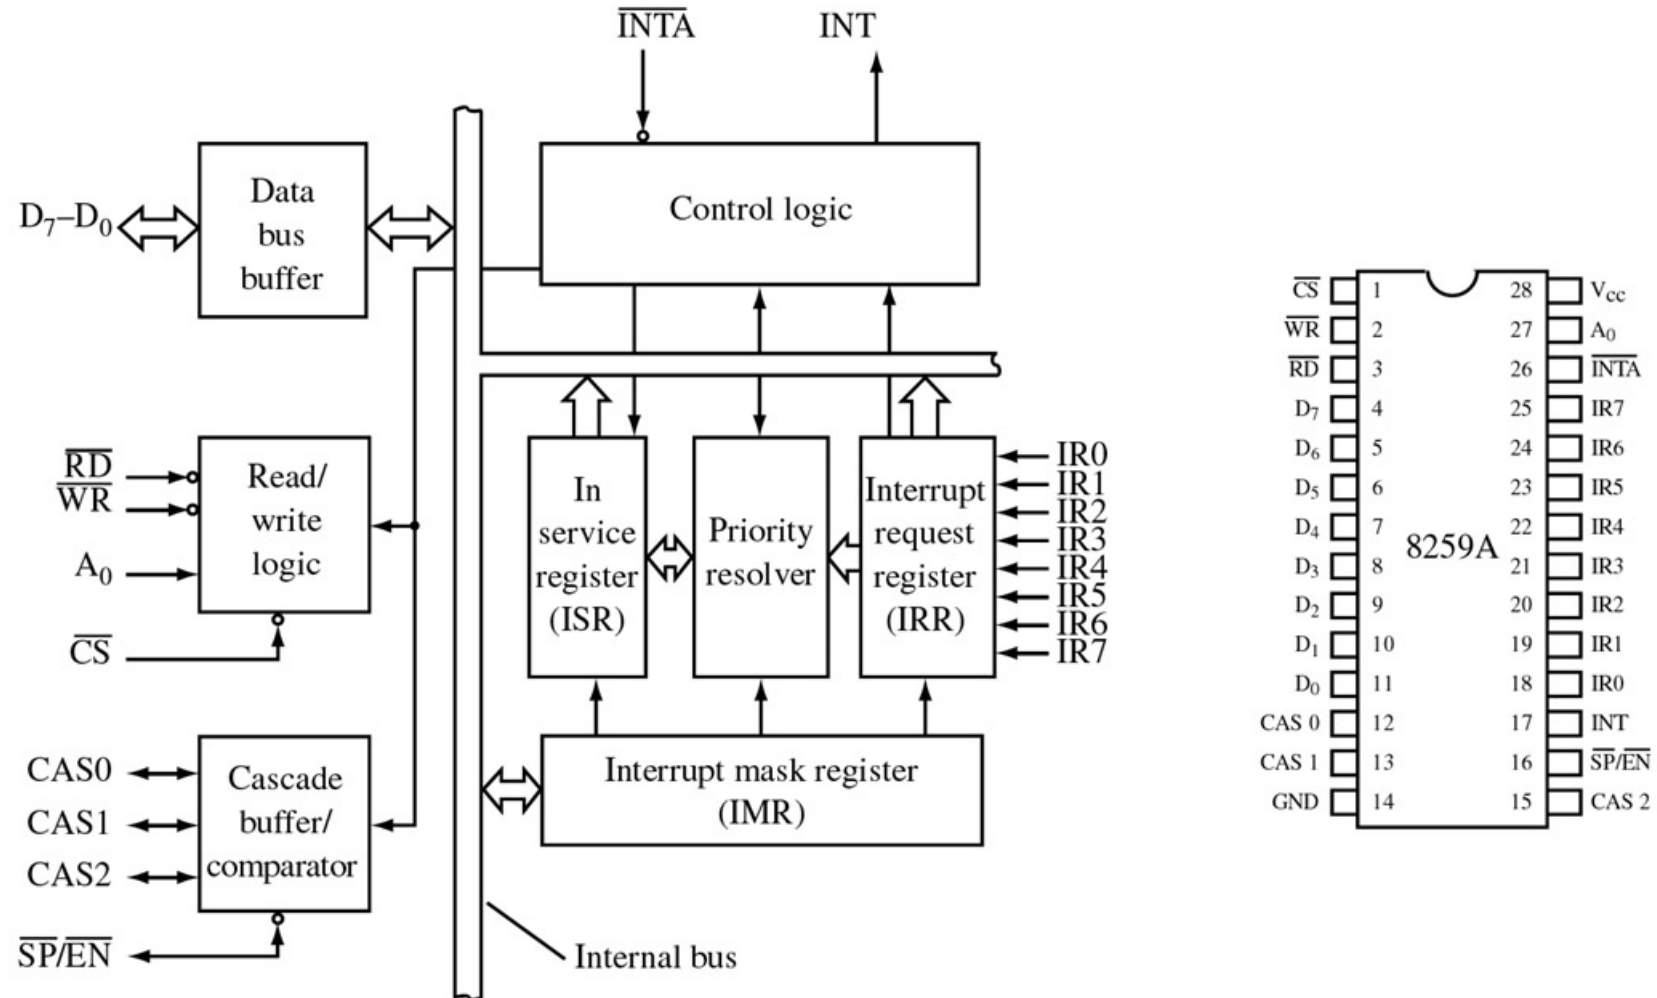 INTA
INT
D7–D0
Data
bus
buffer
Control logic
RD
WR
A0
CS
Read/
write
logic
In
service
register
(ISR)
Priority
resolver
Interrupt
request
register
(IRR)
IR0
IR1
IR2
IR3
IR4
IR5
IR6
IR7
CAS0
CAS1
CAS2
SP/EN
Cascade
buffer/
comparator
Interrupt mask register
(IMR)
Internal bus
CS 1 28 Vcc
WR 2 27 A0
RD 3 26 INTA
D7 4 25 IR7
D6 5 24 IR6
D5 6 23 IR5
D4 7 22 IR4
8259A
D3 8 21 IR3
D2 9 20 IR2
D1 10 19 IR1
D0 11 18 IR0
CAS 0 12 17 INT
CAS 1 13 16 SP/EN
GND 14 15 CAS 2